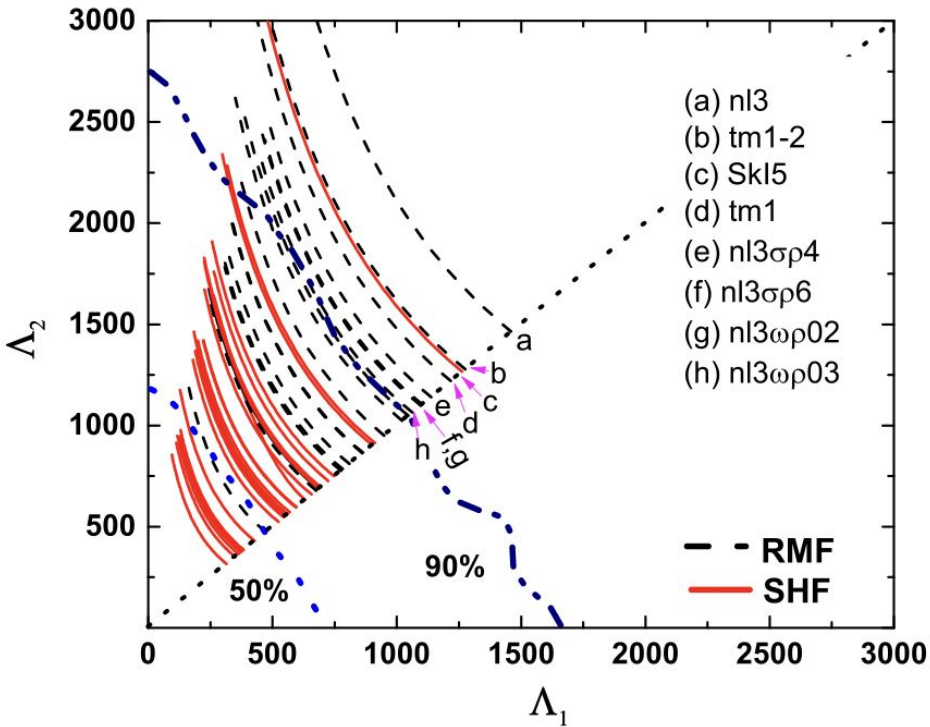 3000
2500
2000
1500
1000
500
Λ2
(a) nl3
(b) tm1-2
(c) SkI5
(d) tm1
(e) nl3σρ4
(f) nl3σρ6
(g) nl3ωρ02
(h) nl3ωρ03
a
b
c
d
e
f,g
h
50%
90%
RMF
SHF
0 500 1000 1500 2000 2500 3000
Λ1